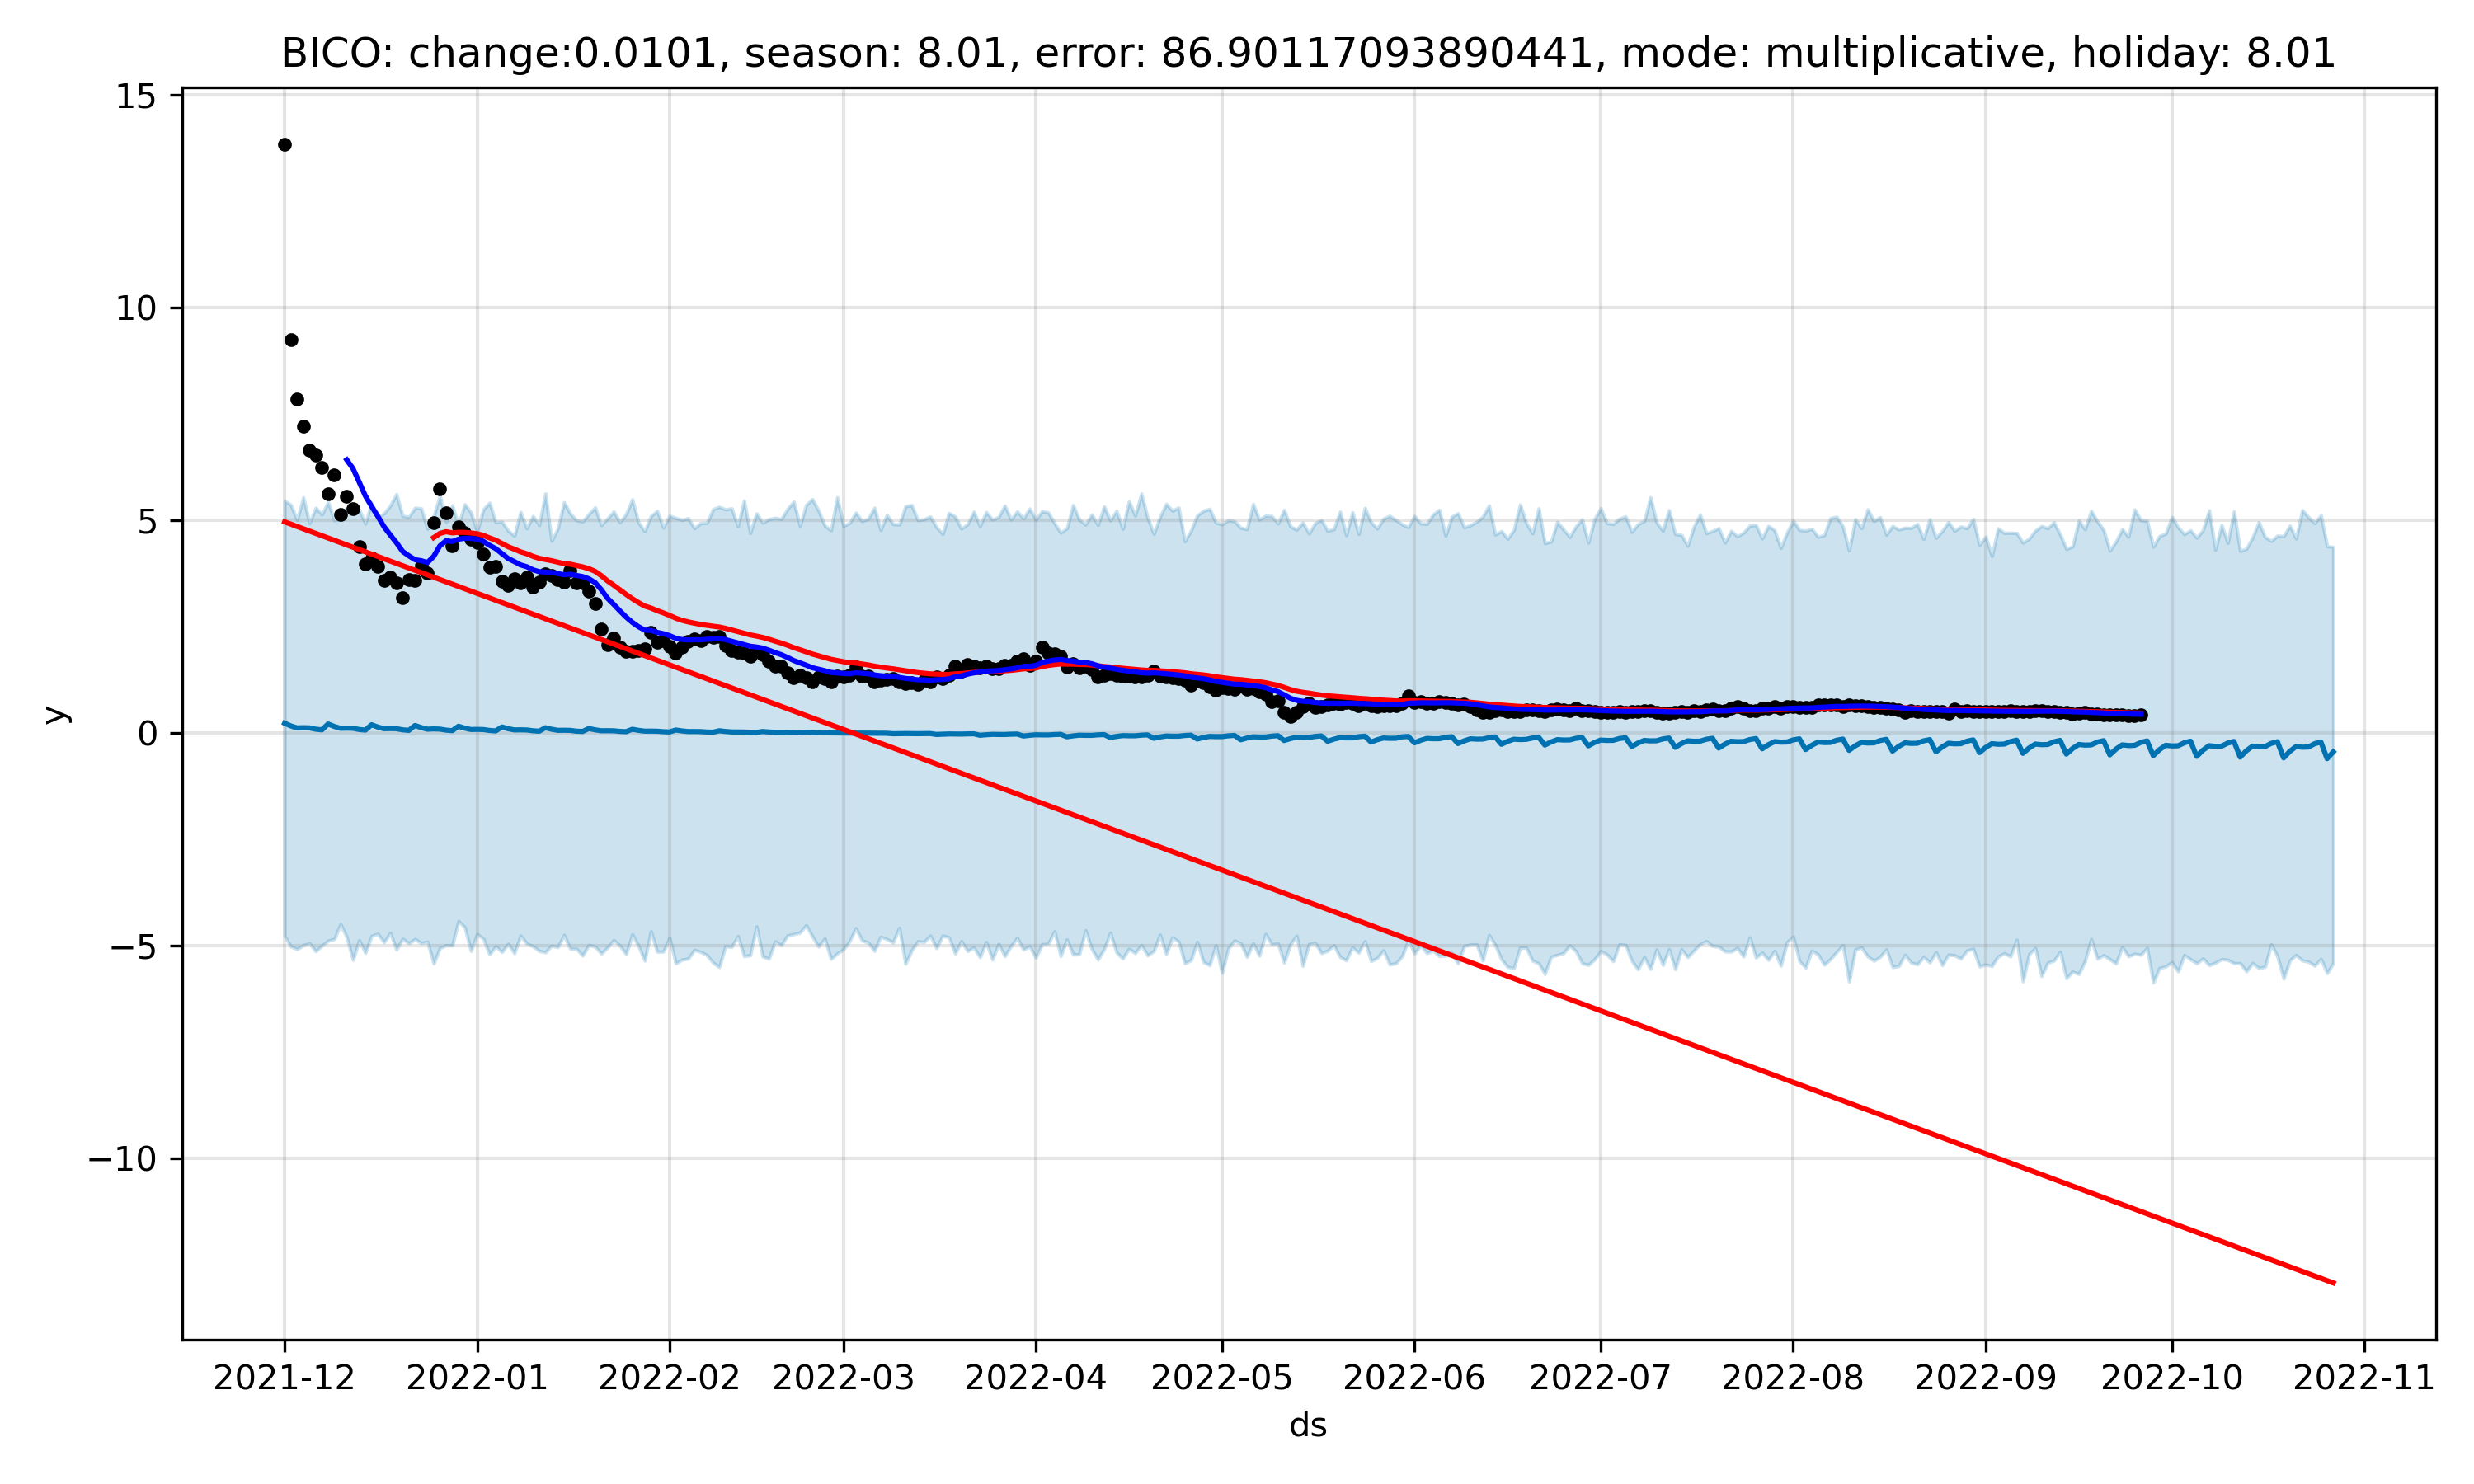 BICO: change:0.0101, season: 8.01, error: 86.90117093890441, mode: multiplicative, holiday: 8.01
15
10
5
0
−5
−10
y
2021-12 2022-01 2022-02 2022-03 2022-04 2022-05 2022-06 2022-07 2022-08 2022-09 2022-10 2022-11
ds